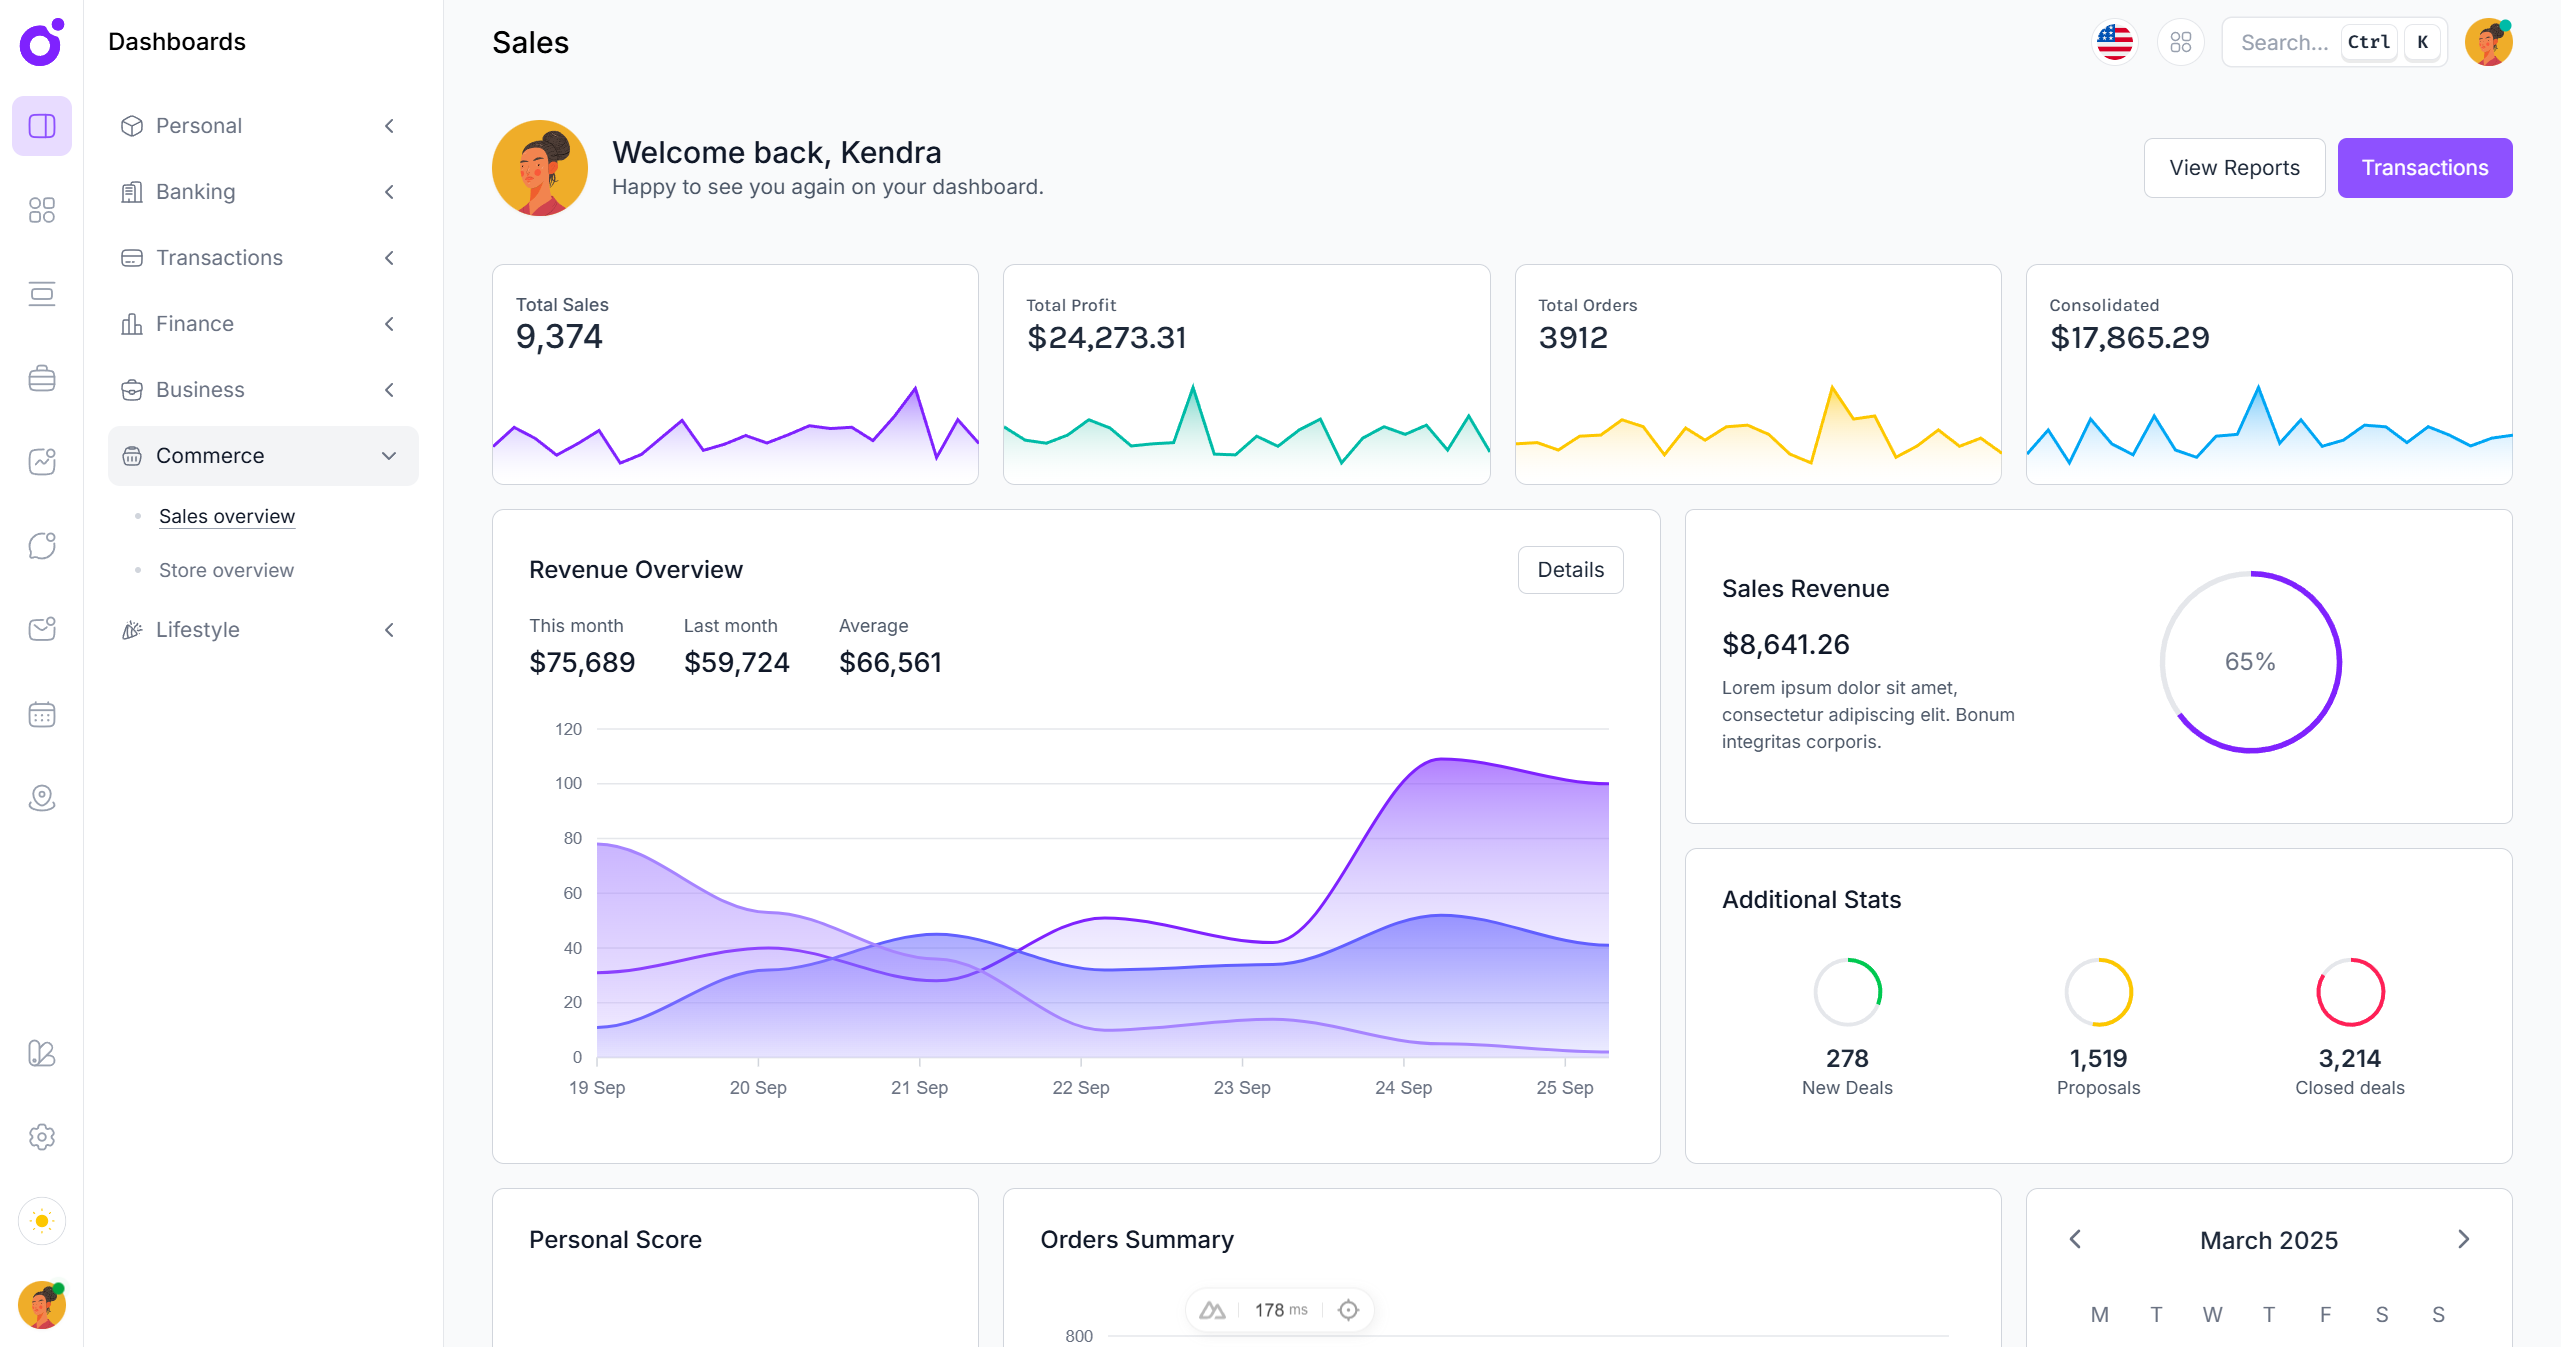 Dashboards
Personal
Banking
Transactions
Finance
Business
Commerce
Sales overview
Store overview
Lifestyle
Sales
Search... Ctrl K
Welcome back, Kendra
Happy to see you again on your dashboard.
View Reports
Transactions
Total Sales
9,374
Total Profit
$24,273.31
Total Orders
3912
Consolidated
$17,865.29
Revenue Overview
Details
This month Last month Average
$75,689 $59,724 $66,561
120
100
80
60
40
20
0
19 Sep 20 Sep 21 Sep 22 Sep 23 Sep 24 Sep 25 Sep
Sales Revenue
$8,641.26
Lorem ipsum dolor sit amet,
consectetur adipiscing elit. Bonum
integritas corporis.
65%
Additional Stats
278 1,519 3,214
New Deals Proposals Closed deals
Personal Score
Orders Summary
178 ms
800
March 2025
M T W T F S S